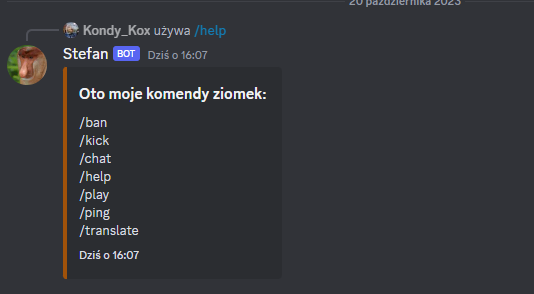 20 października 2023
Kondy_Kox używa /help
Stefan BOT Dziś o 16:07
Oto moje komendy ziomek:
/ban
/kick
/chat
/help
/play
/ping
/translate
Dziś o 16:07